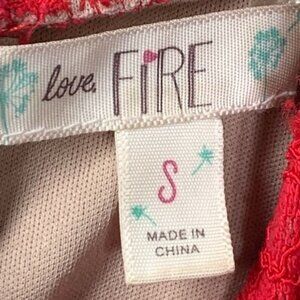 love, FiRE
S
MADE IN
CHINA